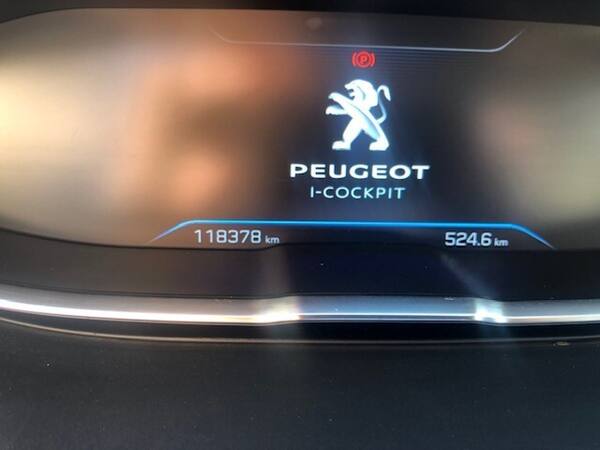 (P)
PEUGEOT
I-COCKPIT
118378 km 524.6 km